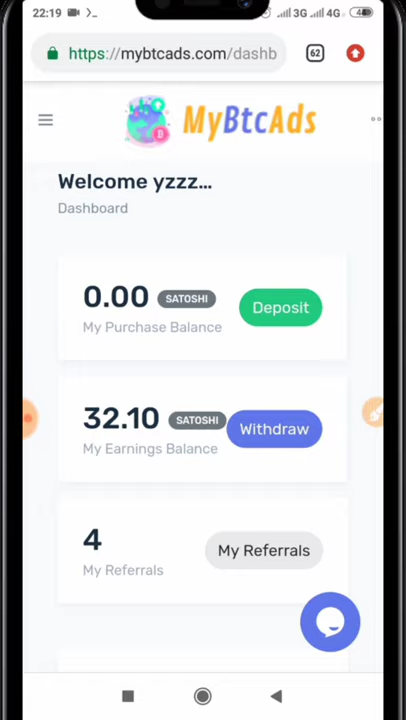 22:19 3G 4G 48
https://mybtcads.com/dashb
62
MyBtcAds
Welcome yzzz...
Dashboard
0.00 SATOSHI
Deposit
My Purchase Balance
32.10 SATOSHI
Withdraw
My Earnings Balance
4
My Referrals
My Referrals